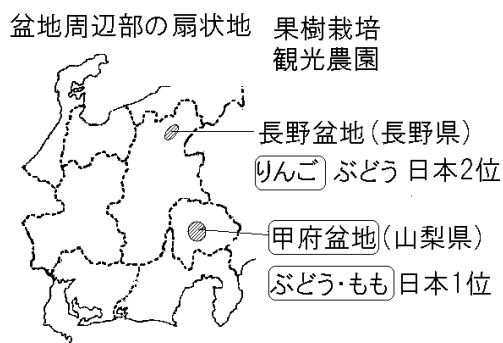 盆地周辺部の扇状地 果樹栽培
観光農園
長野盆地(長野県)
りんご ぶどう 日本2位
甲府盆地(山梨県)
ぶどう・もも 日本1位